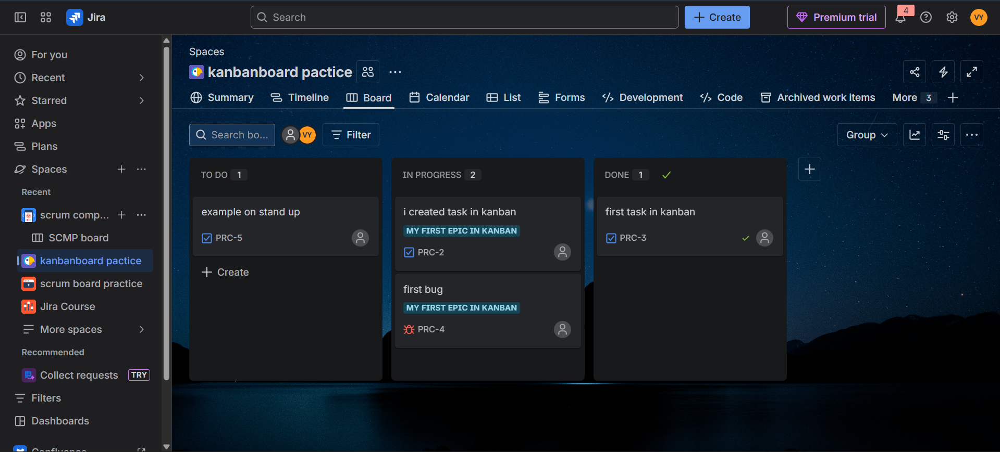 Jira
Search
Create
Premium trial
4
VY
For you
Recent
Starred
Apps
Plans
Spaces
Recent
scrum comp...
SCMP board
kanbanboard pactice
scrum board practice
Jira Course
More spaces
Recommended
Collect requests TRY
Filters
Dashboards
Confluence
Spaces
kanbanboard pactice
Summary Timeline Board Calendar List Forms Development Code Archived work items More 3
Search bo... VY Filter Group
TO DO 1
example on stand up
PRC-5
Create
IN PROGRESS 2
i created task in kanban
MY FIRST EPIC IN KANBAN
PRC-2
first bug
MY FIRST EPIC IN KANBAN
PRC-4
DONE 1
first task in kanban
PRC-3